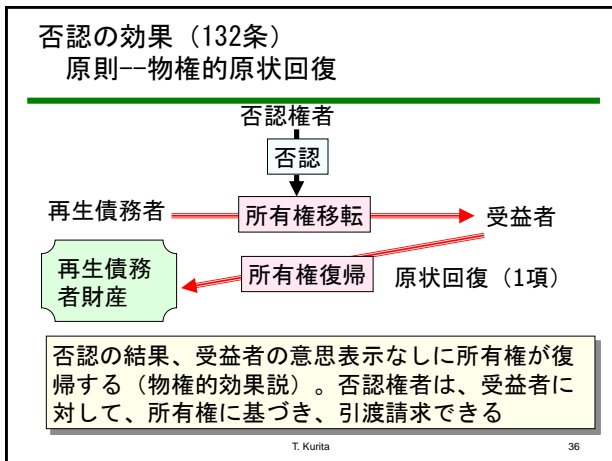 否認の効果（132条）
原則--物権的原状回復
否認権者
否認
再生債務者
所有権移転
受益者
再生債務
者財産
所有権復帰
原状回復（1項）
否認の結果、受益者の意思表示なしに所有権が復
帰する（物権的効果説）。否認権者は、受益者に
対して、所有権に基づき、引渡請求できる
T. Kurita
36